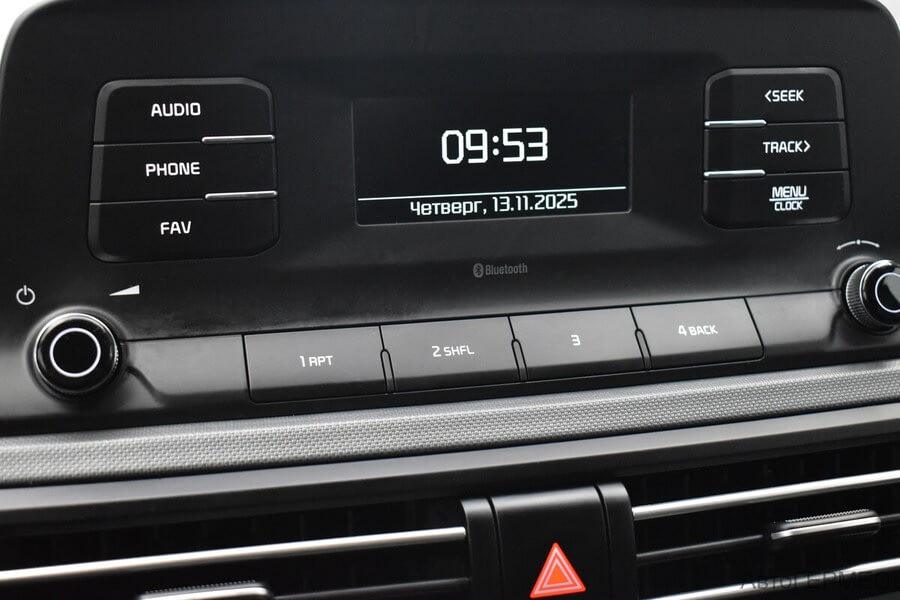 AUDIO
PHONE
FAV
09:53
Четверг, 13.11.2025
<SEEK
TRACK>
MENU
CLOCK
Bluetooth
1 RPT
2 SHFL
3
4 BACK